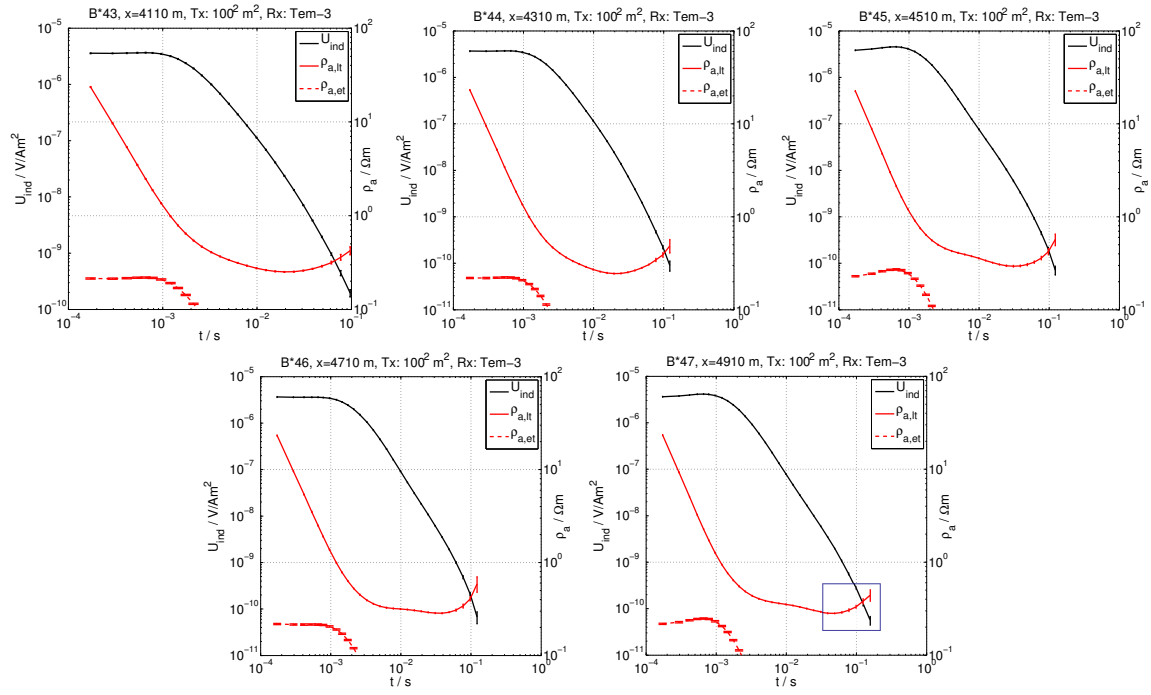 B*43, x=4110 m, Tx: 100² m², Rx: Tem−3
10⁻⁵
10⁻⁶
10⁻⁷
10⁻⁸
10⁻⁹
10⁻¹⁰
U_ind / V/Am²
10²
10¹
10⁰
10⁻¹
ρ_a / Ωm
U_ind
ρ_a,lt
ρ_a,et
10⁻⁴ 10⁻³ 10⁻² 10⁻¹
t / s
B*44, x=4310 m, Tx: 100² m², Rx: Tem−3
10⁻⁵
10⁻⁶
10⁻⁷
10⁻⁸
10⁻⁹
10⁻¹⁰
10⁻¹¹
U_ind / V/Am²
10²
10¹
10⁰
10⁻¹
ρ_a / Ωm
U_ind
ρ_a,lt
ρ_a,et
10⁻⁴ 10⁻³ 10⁻² 10⁻¹ 10⁰
t / s
B*45, x=4510 m, Tx: 100² m², Rx: Tem−3
10⁻⁵
10⁻⁶
10⁻⁷
10⁻⁸
10⁻⁹
10⁻¹⁰
10⁻¹¹
U_ind / V/Am²
10²
10¹
10⁰
10⁻¹
ρ_a / Ωm
U_ind
ρ_a,lt
ρ_a,et
10⁻⁴ 10⁻³ 10⁻² 10⁻¹ 10⁰
t / s
B*46, x=4710 m, Tx: 100² m², Rx: Tem−3
10⁻⁵
10⁻⁶
10⁻⁷
10⁻⁸
10⁻⁹
10⁻¹⁰
10⁻¹¹
U_ind / V/Am²
10²
10¹
10⁰
10⁻¹
ρ_a / Ωm
U_ind
ρ_a,lt
ρ_a,et
10⁻⁴ 10⁻³ 10⁻² 10⁻¹ 10⁰
t / s
B*47, x=4910 m, Tx: 100² m², Rx: Tem−3
10⁻⁵
10⁻⁶
10⁻⁷
10⁻⁸
10⁻⁹
10⁻¹⁰
10⁻¹¹
U_ind / V/Am²
10²
10¹
10⁰
10⁻¹
ρ_a / Ωm
U_ind
ρ_a,lt
ρ_a,et
10⁻⁴ 10⁻³ 10⁻² 10⁻¹ 10⁰
t / s